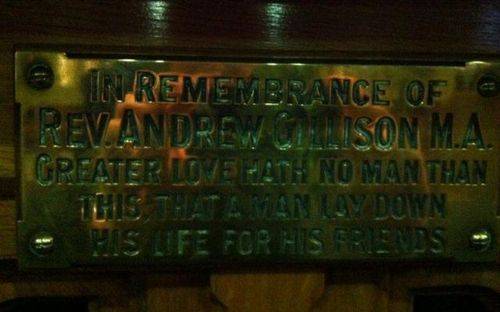 IN REMEMBRANCE OF
REV. ANDREW GILLISON M.A.
GREATER LOVE HATH NO MAN THAN
THIS, THAT A MAN LAY DOWN
HIS LIFE FOR HIS FRIENDS